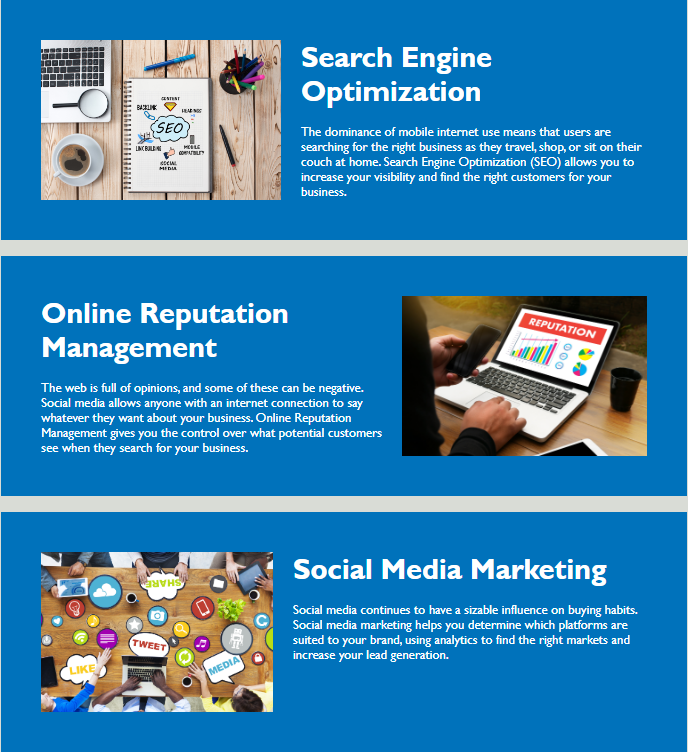 Search Engine
Optimization
The dominance of mobile internet use means that users are
searching for the right business as they travel, shop, or sit on their
couch at home. Search Engine Optimization (SEO) allows you to
increase your visibility and find the right customers for your
business.
CONTENT
BACKLINK
HEADINGS
SEO
LINK BUILDING
MOBILE
COMPATIBILITY
SOCIAL
MEDIA
Online Reputation
Management
The web is full of opinions, and some of these can be negative.
Social media allows anyone with an internet connection to say
whatever they want about your business. Online Reputation
Management gives you the control over what potential customers
see when they search for your business.
REPUTATION
Social Media Marketing
Social media continues to have a sizable influence on buying habits.
Social media marketing helps you determine which platforms are
suited to your brand, using analytics to find the right markets and
increase your lead generation.
SHARE
TWEET
LIKE
MEDIA